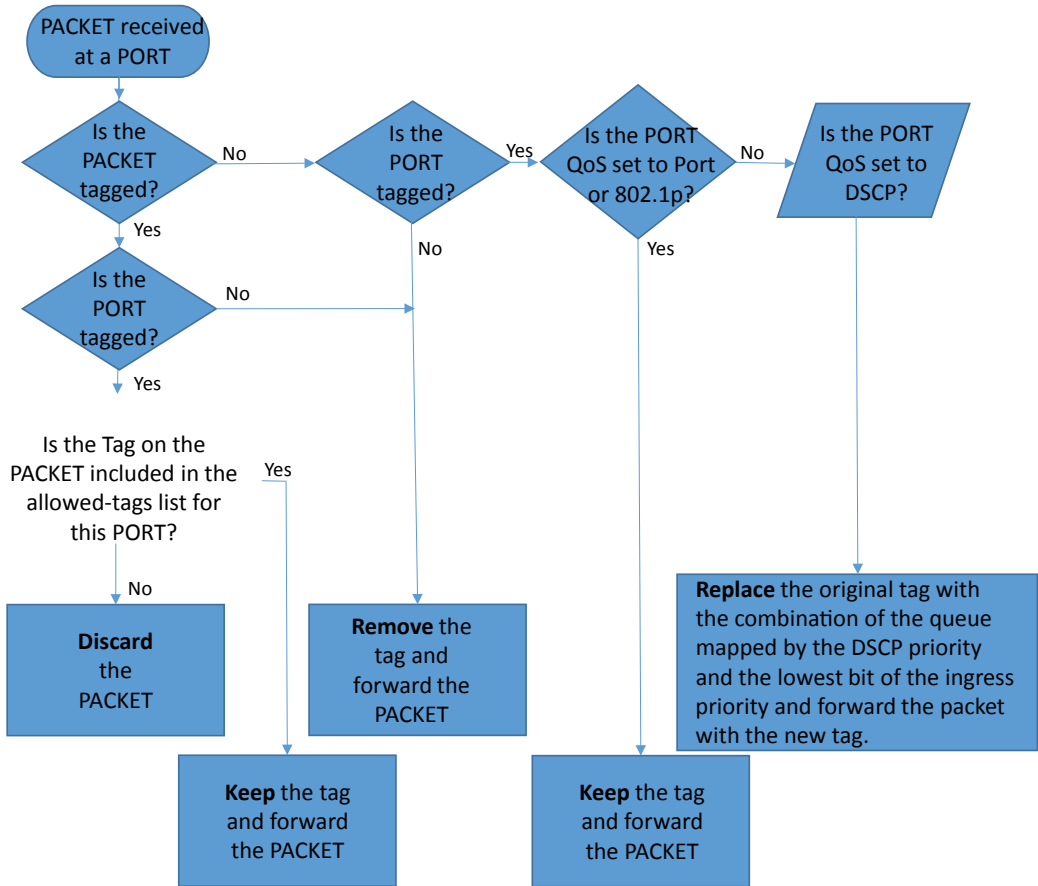 PACKET received
at a PORT
Is the
PACKET
tagged?
No
Is the
PORT
tagged?
Yes
Is the PORT
QoS set to Port
or 802.1p?
No
Is the PORT
QoS set to
DSCP?
Yes
No
Yes
Is the
PORT
tagged?
No
Yes
Is the Tag on the
PACKET included in the
allowed-tags list for
this PORT?
Yes
No
Discard
the
PACKET
Remove the
tag and
forward the
PACKET
Replace the original tag with
the combination of the queue
mapped by the DSCP priority
and the lowest bit of the ingress
priority and forward the packet
with the new tag.
Keep the tag
and forward
the PACKET
Keep the tag
and forward
the PACKET